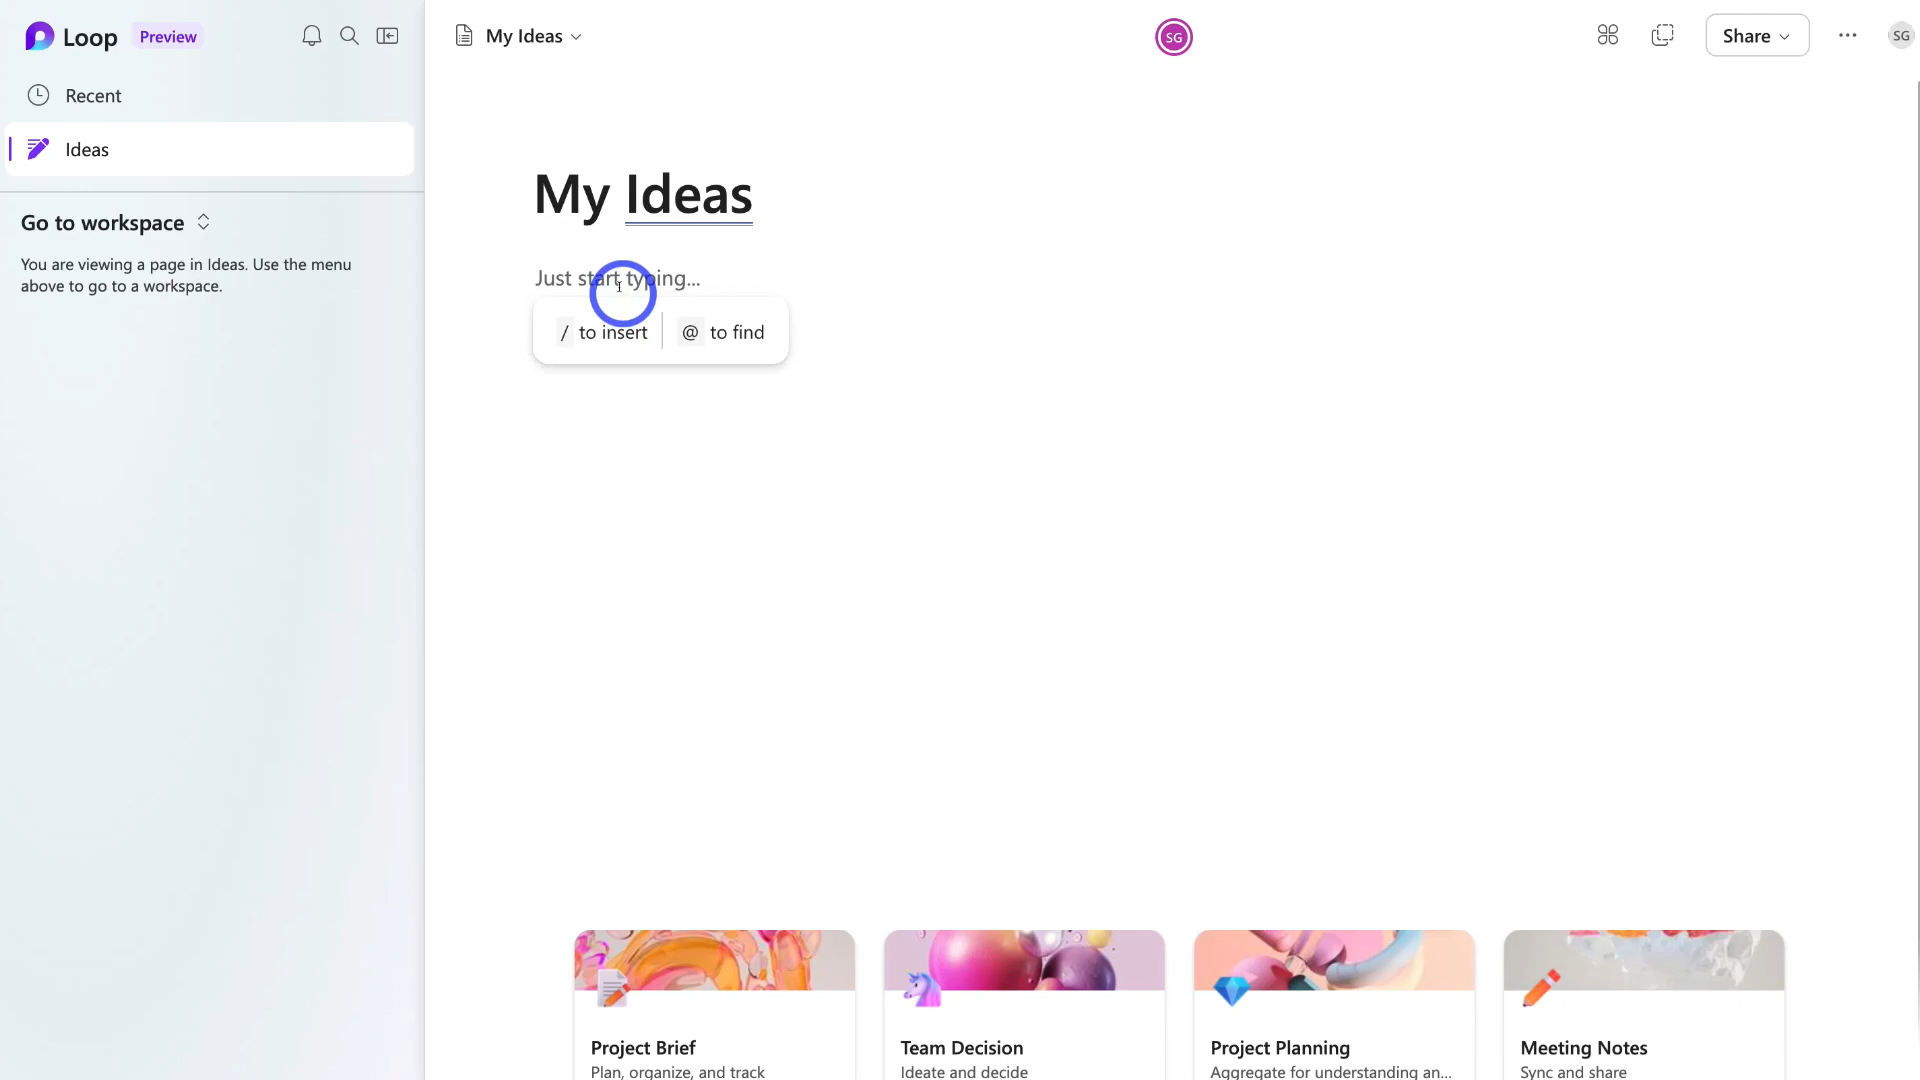 Loop Preview
Recent
Ideas
Go to workspace
You are viewing a page in Ideas. Use the menu
above to go to a workspace.
My Ideas
SG
Share
SG
My Ideas
Just start typing...
/ to insert
@ to find
Project Brief
Plan, organize, and track
Team Decision
Ideate and decide
Project Planning
Aggregate for understanding an...
Meeting Notes
Sync and share